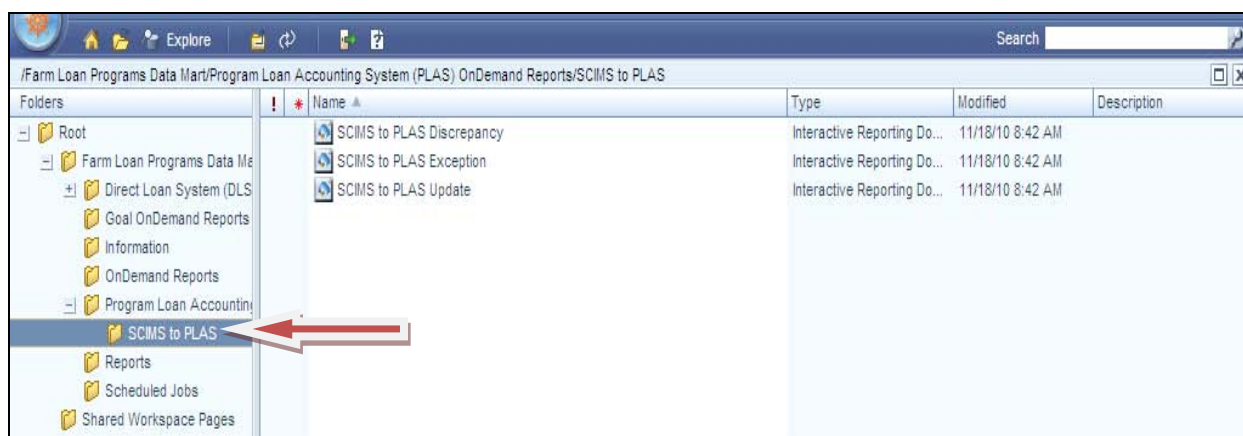 Explore Search
/Farm Loan Programs Data Mart/Program Loan Accounting System (PLAS) OnDemand Reports/SCIMS to PLAS
Folders ! * Name Type Modified Description
Root SCIMS to PLAS Discrepancy Interactive Reporting Do... 11/18/10 8:42 AM
Farm Loan Programs Data Ma SCIMS to PLAS Exception Interactive Reporting Do... 11/18/10 8:42 AM
Direct Loan System (DLS SCIMS to PLAS Update Interactive Reporting Do... 11/18/10 8:42 AM
Goal OnDemand Reports
Information
OnDemand Reports
Program Loan Accounting
SCIMS to PLAS
Reports
Scheduled Jobs
Shared Workspace Pages